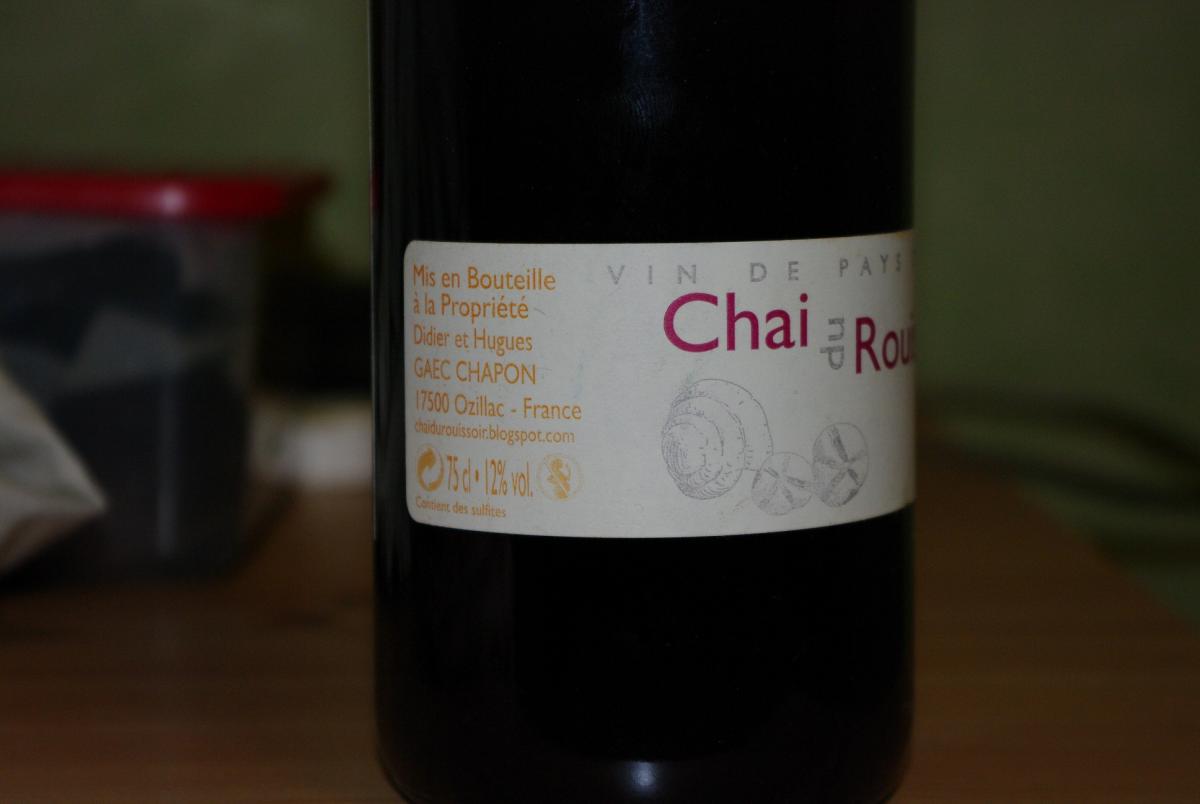 Mis en Bouteille
à la Propriété
Didier et Hugues
GAEC CHAPON
17500 Ozillac - France
chaidurouissoir.blogspot.com
75 cl • 12% vol.
Contient des sulfites
VIN DE PAYS
Chai du